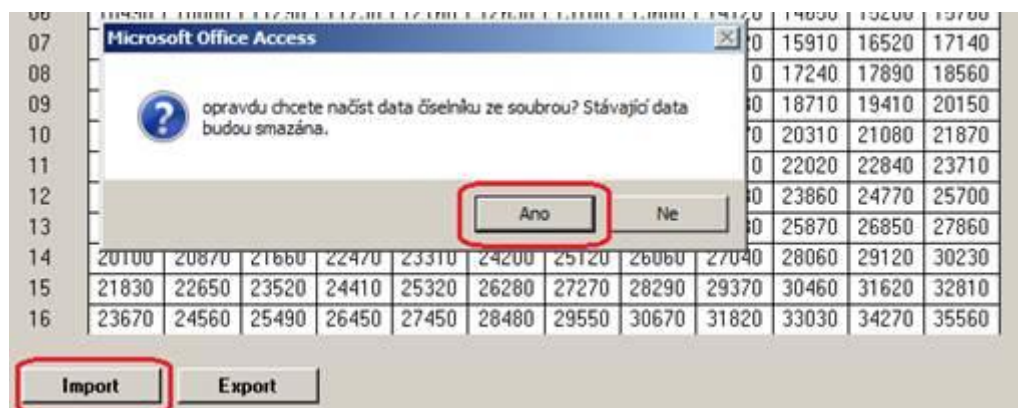 07 15910 16520 17140
Microsoft Office Access
08 0 17240 17890 18560
09 18710 19410 20150
opravdu chcete načíst data číselníku ze soubrou? Stávající data
budou smazána.
10 20310 21080 21870
11 22020 22840 23710
12 23860 24770 25700
Ano Ne
13 25870 26850 27860
14 20100 20870 21660 22470 23310 24200 25120 26060 27040 28060 29120 30230
15 21830 22650 23520 24410 25320 26280 27270 28290 29370 30460 31620 32810
16 23670 24560 25490 26450 27450 28480 29550 30670 31820 33030 34270 35560
Import Export